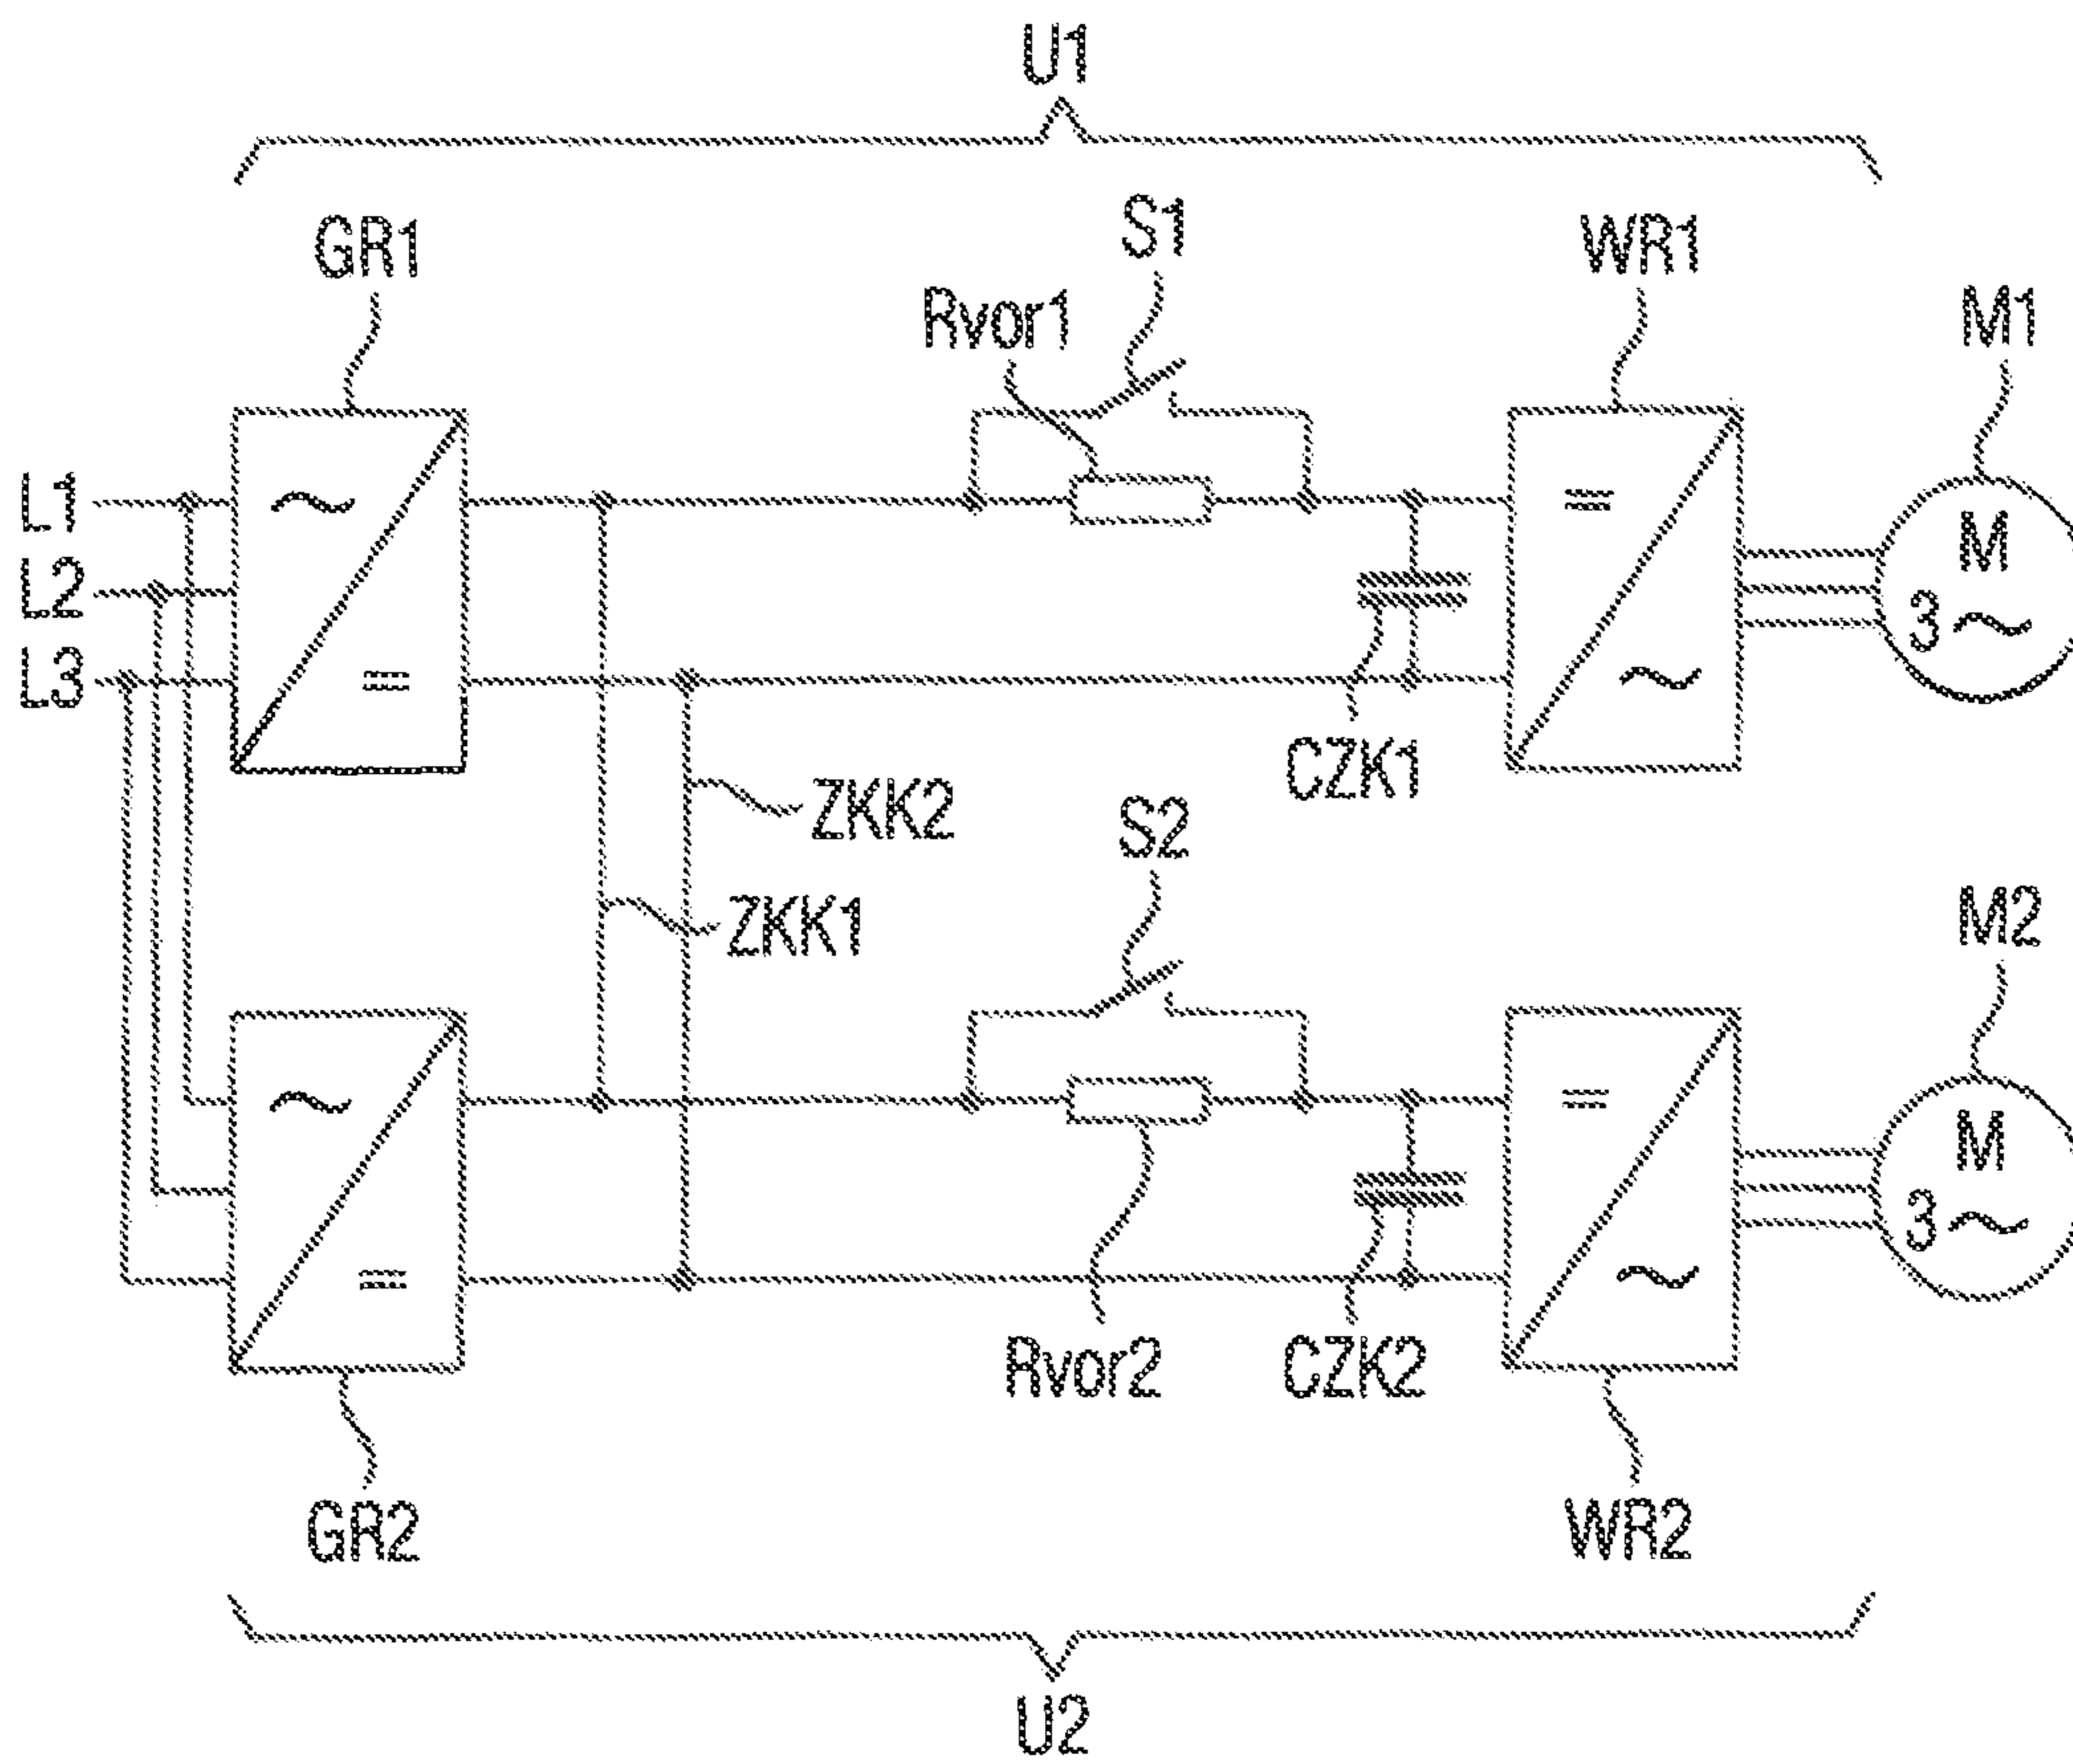 U1
GR1
S1
WR1
Rvor1
M1
L1
L2
L3
M
3~
CZK1
ZKK2
S2
ZKK1
M2
M
3~
Rvor2
CZK2
GR2
WR2
U2